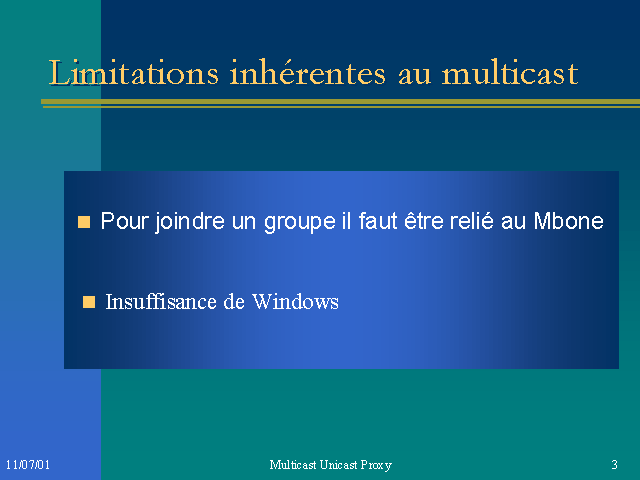 Limitations inhérentes au multicast
Pour joindre un groupe il faut être relié au Mbone
Insuffisance de Windows
11/07/01
Multicast Unicast Proxy
3